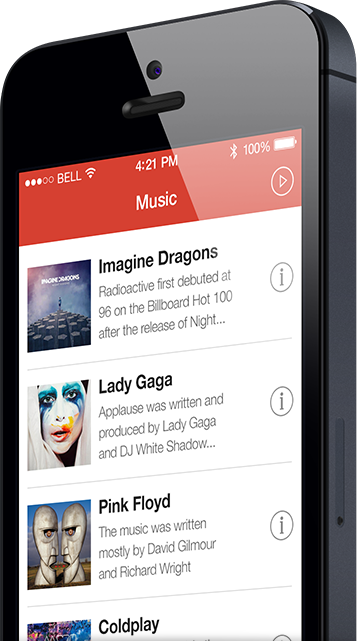 BELL 4:21 PM 100%
Music
Imagine Dragons
Radioactive first debuted at
96 on the Billboard Hot 100
after the release of Night...
IMAGINE DRAGONS
Lady Gaga
Applause was written and
produced by Lady Gaga
and DJ White Shadow...
Pink Floyd
The music was written
mostly by David Gilmour
and Richard Wright
Coldplay